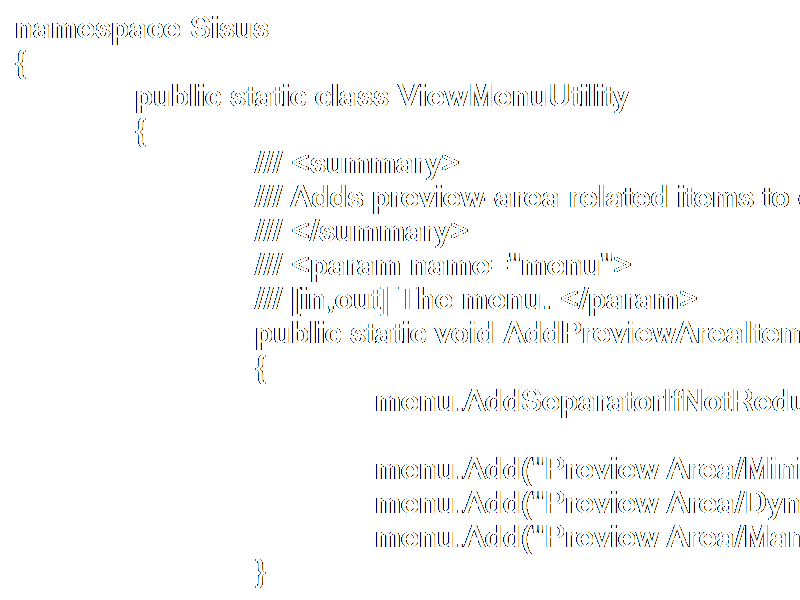 namespace Sisus
{
public static class ViewMenuUtility
{
/// <summary>
/// Adds preview area related items to
/// </summary>
/// <param name="menu">
/// [in,out] The menu. </param>
public static void AddPreviewAreaItem
{
menu.AddSeparatorIfNotRedu
menu.Add("Preview Area/Mini
menu.Add("Preview Area/Dyn
menu.Add("Preview Area/Man
}